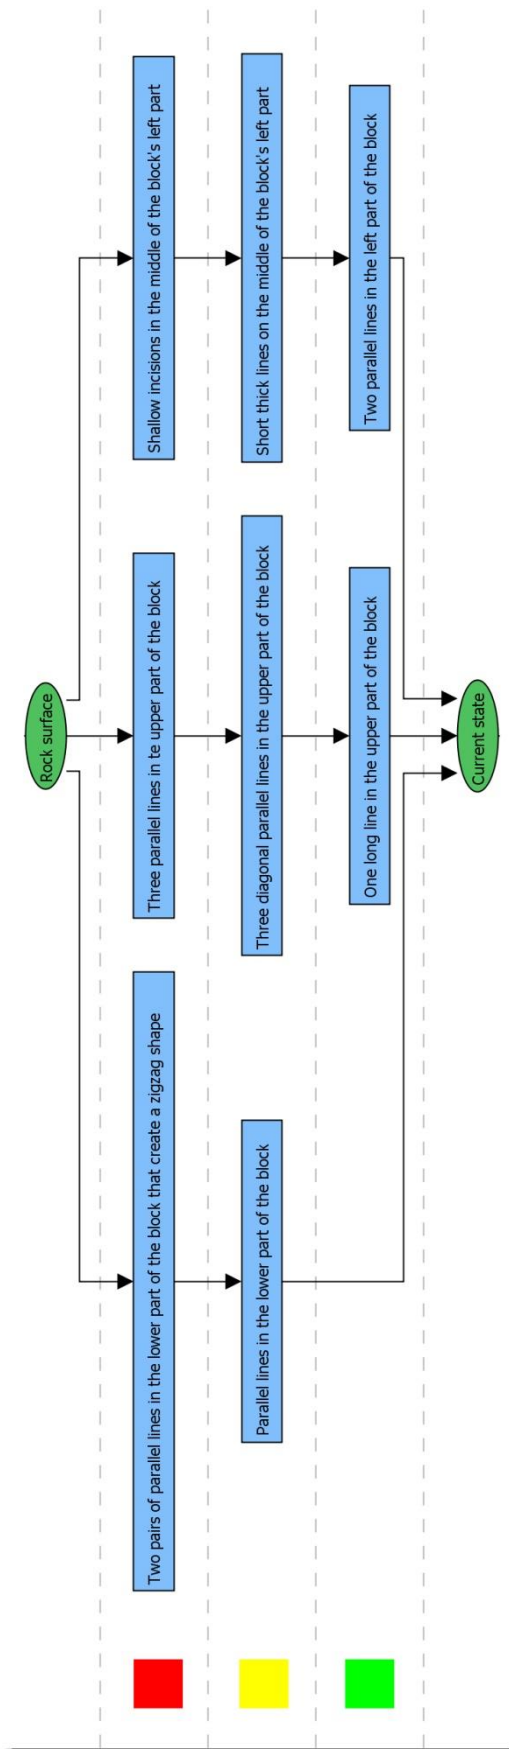 Rock surface
Two pairs of parallel lines in the lower part of the block that create a zigzag shape
Three parallel lines in te upper part of the block
Shallow incisions in the middle of the block's left part
Parallel lines in the lower part of the block
Three diagonal parallel lines in the upper part of the block
Short thick lines on the middle of the block's left part
One long line in the upper part of the block
Two parallel lines in the left part of the block
Current state